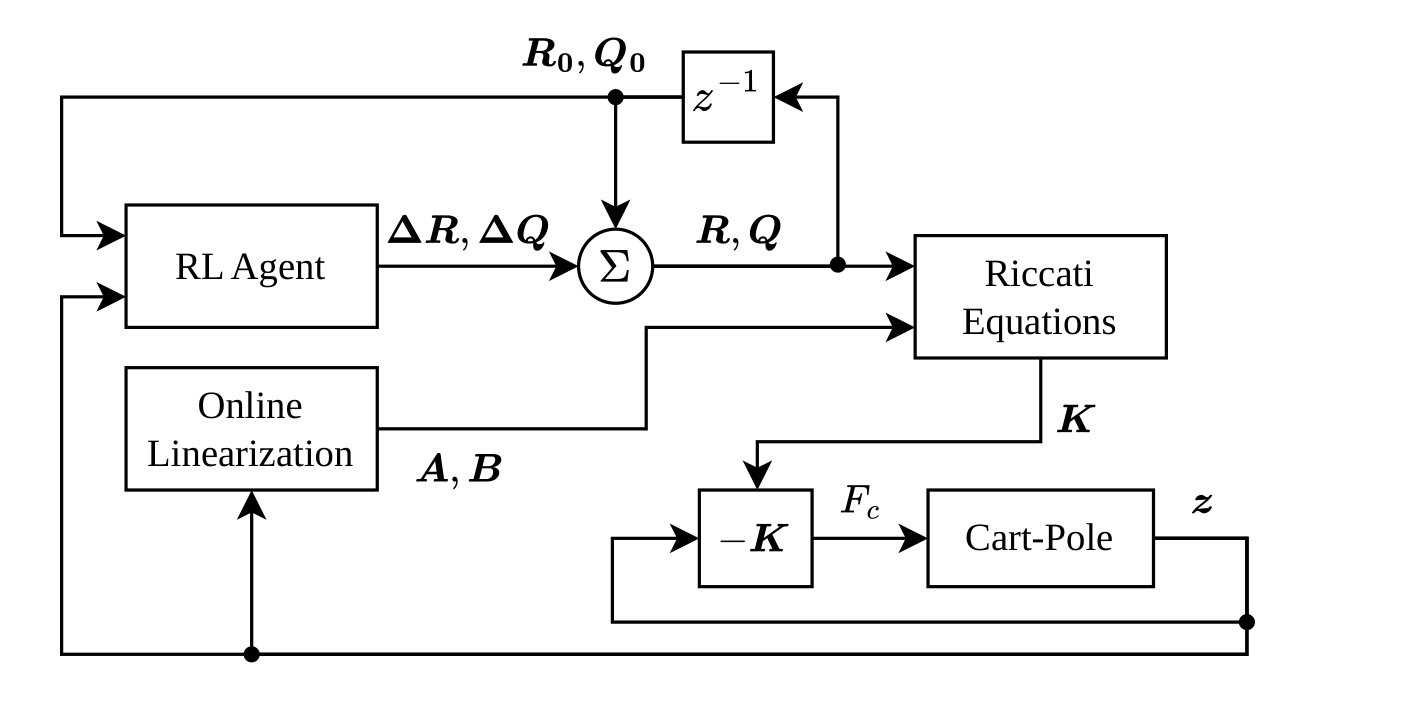 R₀, Q₀
z⁻¹
ΔR, ΔQ
R, Q
RL Agent
Σ
Riccati
Equations
Online
Linearization
A, B
K
F_c
z
−K
Cart-Pole